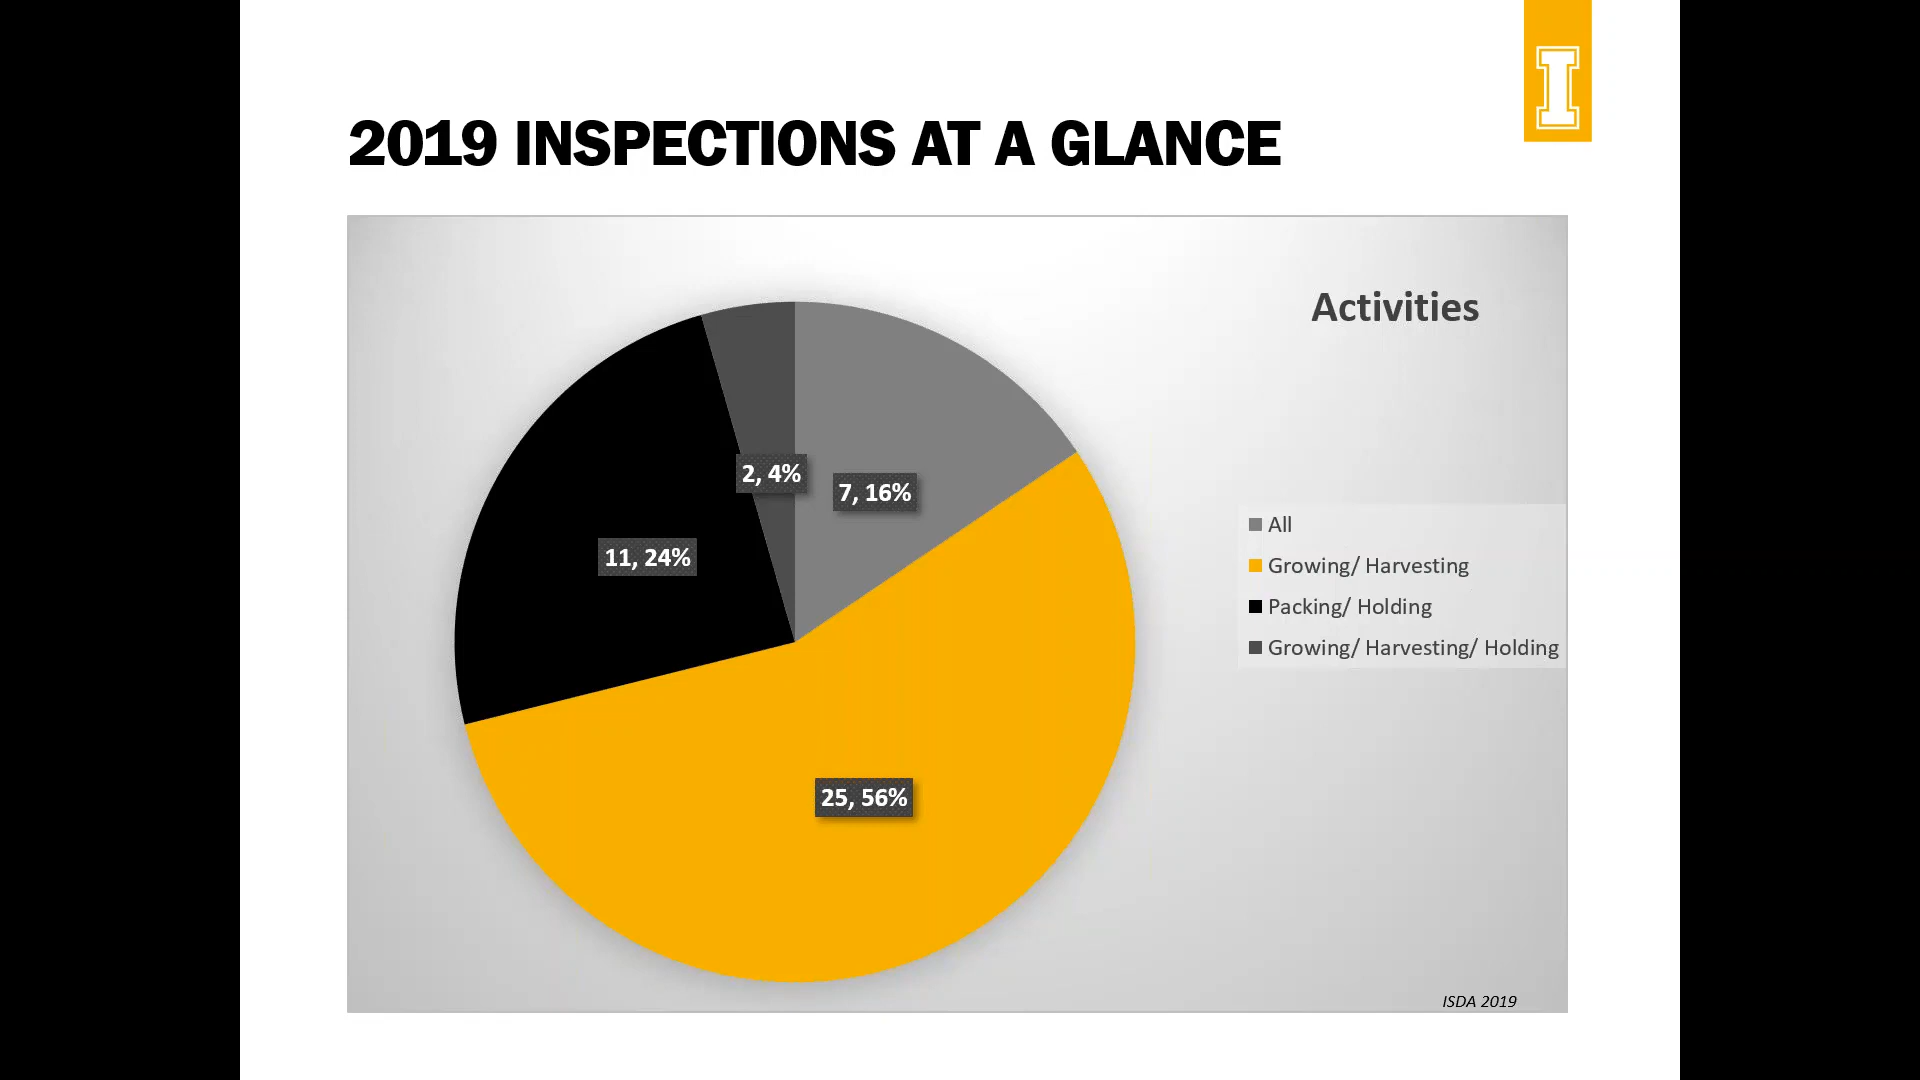 I
2019 INSPECTIONS AT A GLANCE
Activities
2, 4%
7, 16%
11, 24%
25, 56%
All
Growing/ Harvesting
Packing/ Holding
Growing/ Harvesting/ Holding
ISDA 2019